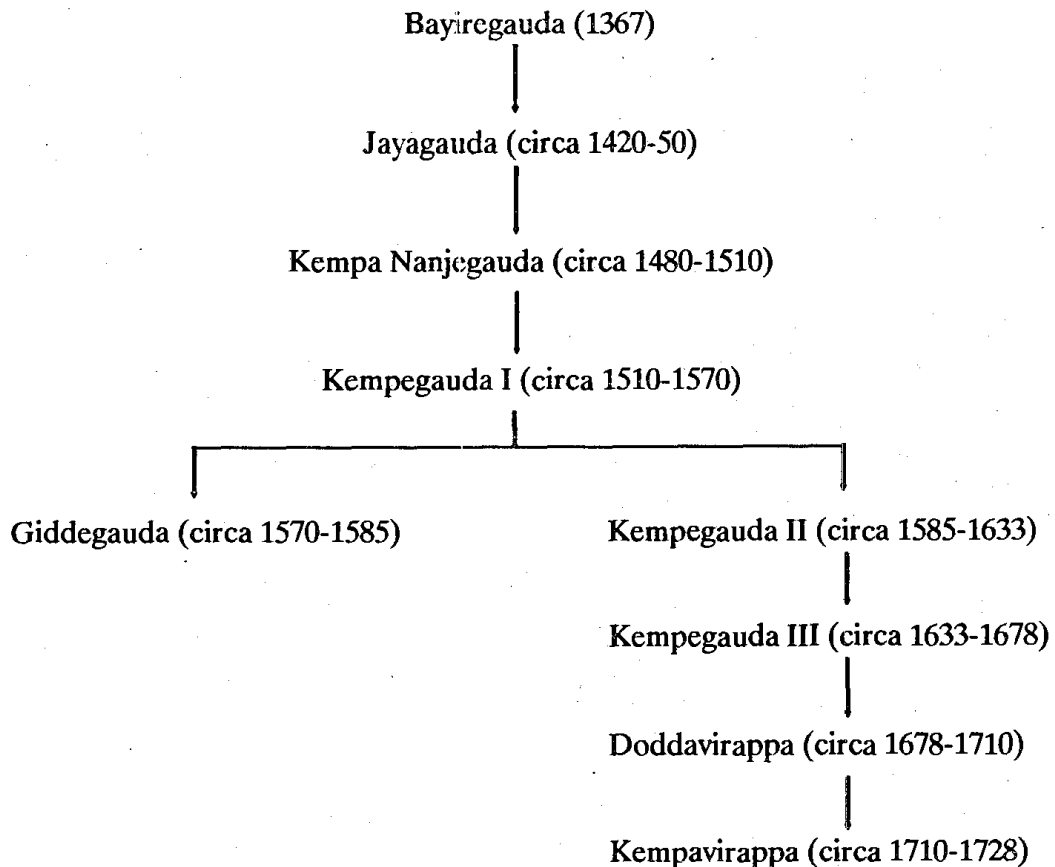 Bayiregauda (1367)
Jayagauda (circa 1420-50)
Kempa Nanjegauda (circa 1480-1510)
Kempegauda I (circa 1510-1570)
Giddegauda (circa 1570-1585) Kempegauda II (circa 1585-1633)
Kempegauda III (circa 1633-1678)
Doddavirappa (circa 1678-1710)
Kempavirappa (circa 1710-1728)